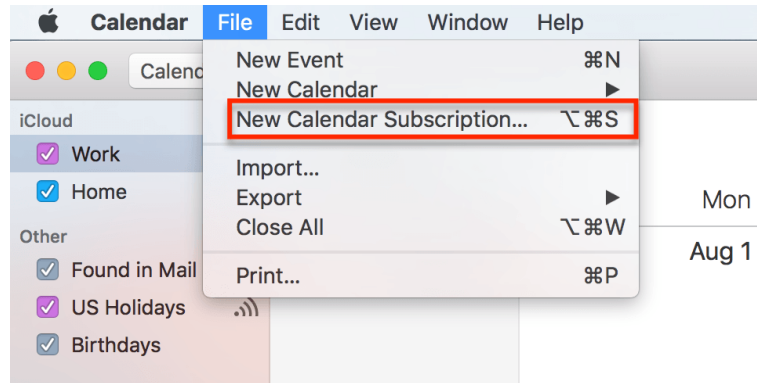 Calendar File Edit View Window Help
Calend
New Event ⌘N
New Calendar ▶
New Calendar Subscription... ⌥⌘S
Import...
Export ▶
Close All ⌥⌘W
Print... ⌘P
iCloud
Work
Home
Other
Found in Mail
US Holidays
Birthdays
Mon
Aug 1